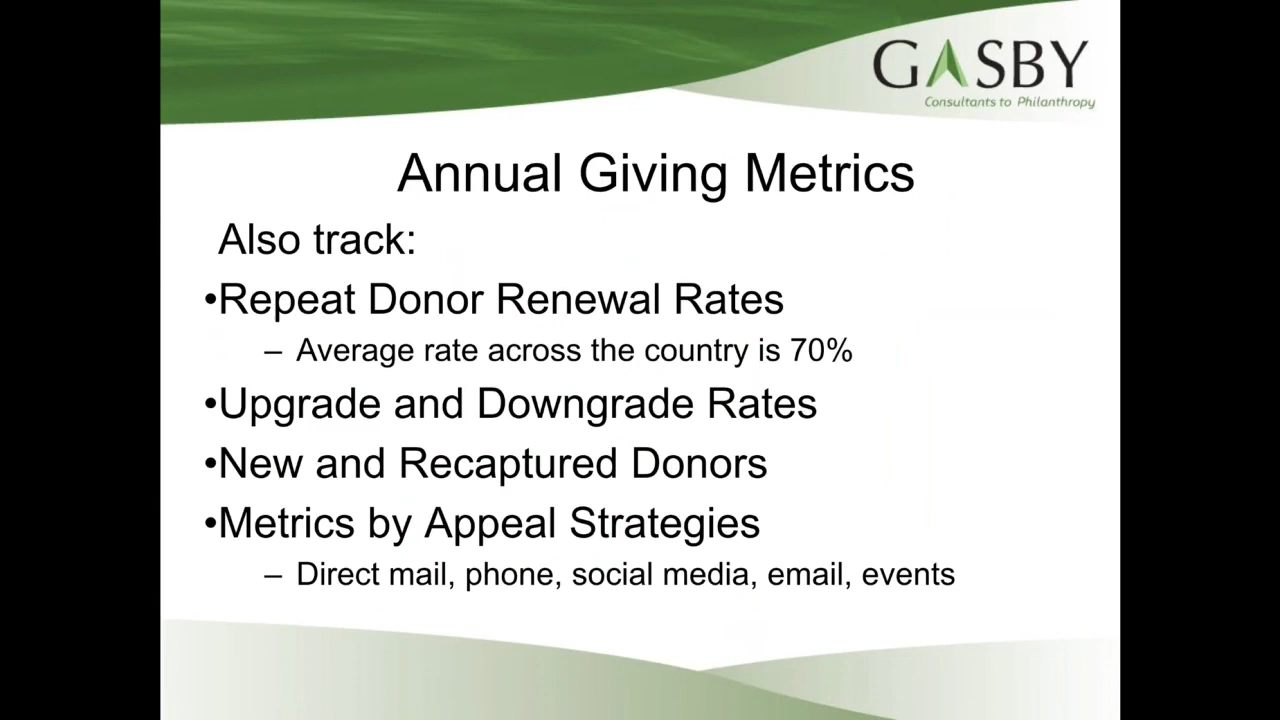 GASBY
Consultants to Philanthropy
Annual Giving Metrics
Also track:
•Repeat Donor Renewal Rates
– Average rate across the country is 70%
•Upgrade and Downgrade Rates
•New and Recaptured Donors
•Metrics by Appeal Strategies
– Direct mail, phone, social media, email, events